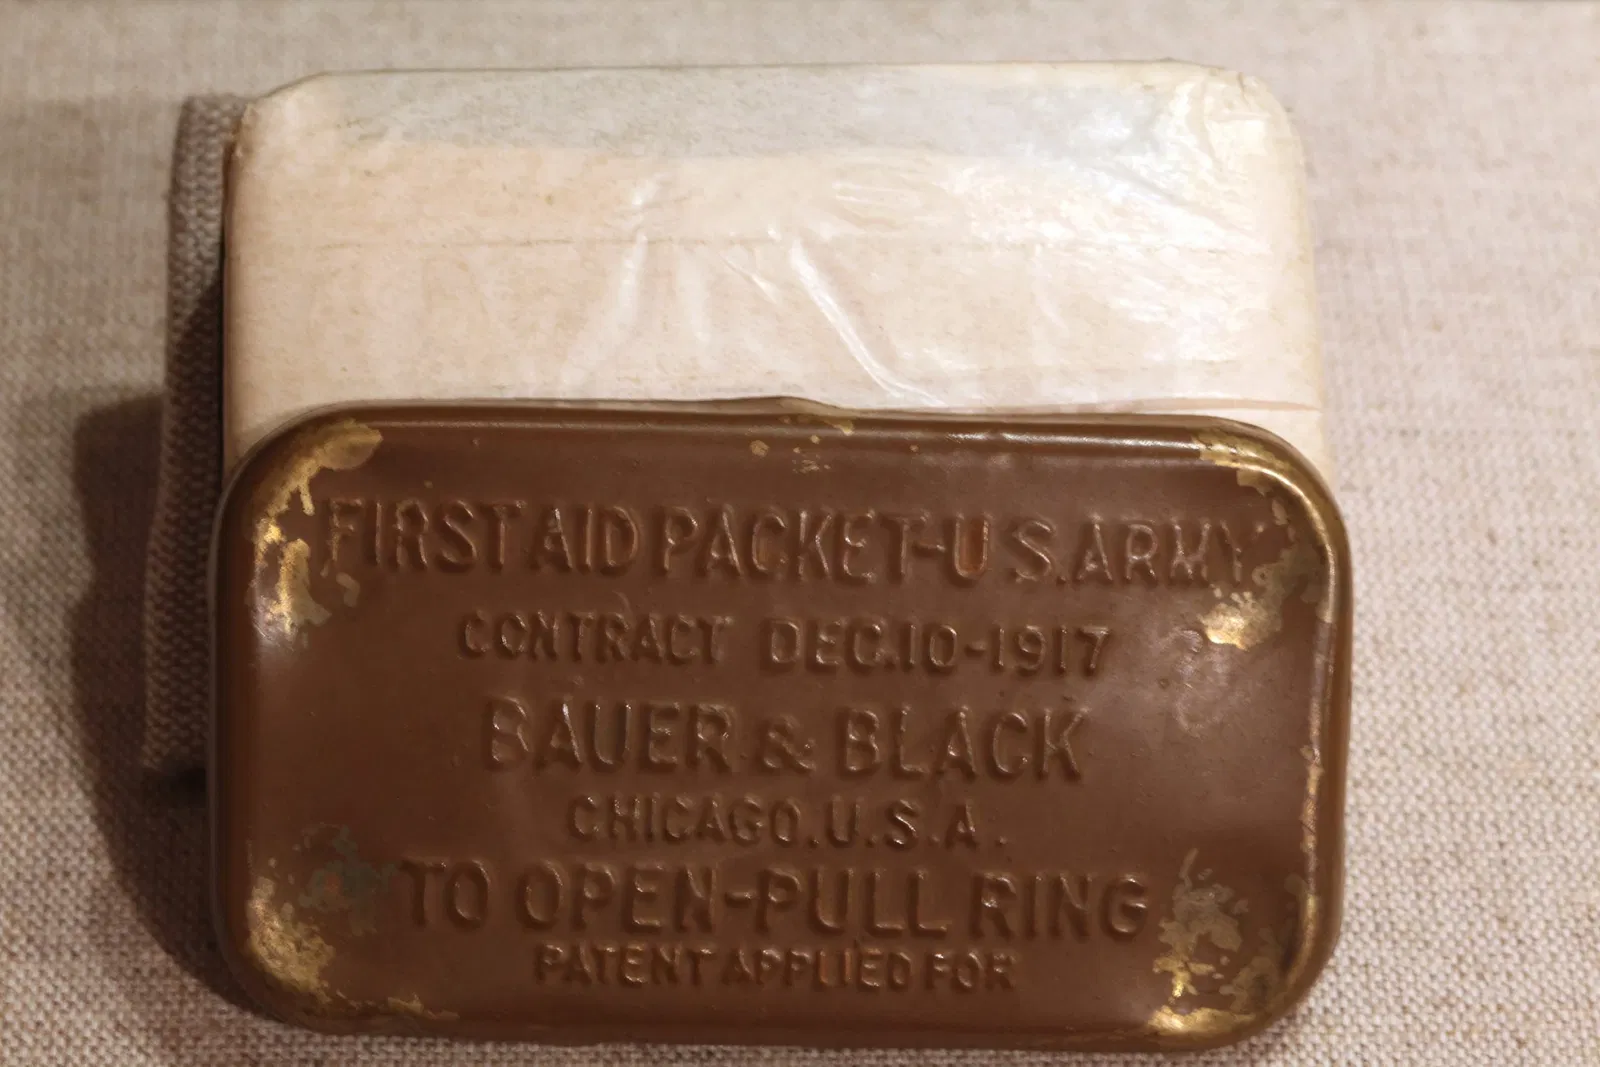 FIRST AID PACKET-U.S.ARMY
CONTRACT DEC.10-1917
BAUER & BLACK
CHICAGO.U.S.A.
TO OPEN-PULL RING
PATENT APPLIED FOR